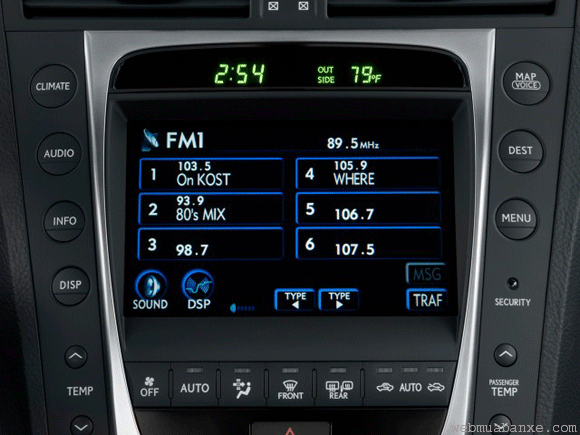 2:54 OUT SIDE 79°F
CLIMATE
AUDIO
INFO
DISP
TEMP
MAP
VOICE
DEST
MENU
SECURITY
PASSENGER
TEMP
FM1 89.5MHz
1 103.5 On KOST
2 93.9 80's MIX
3 98.7
4 105.9 WHERE
5 106.7
6 107.5
MSG
SOUND DSP TYPE TYPE TRAF
OFF AUTO FRONT REAR AUTO
webmuabanxe.com